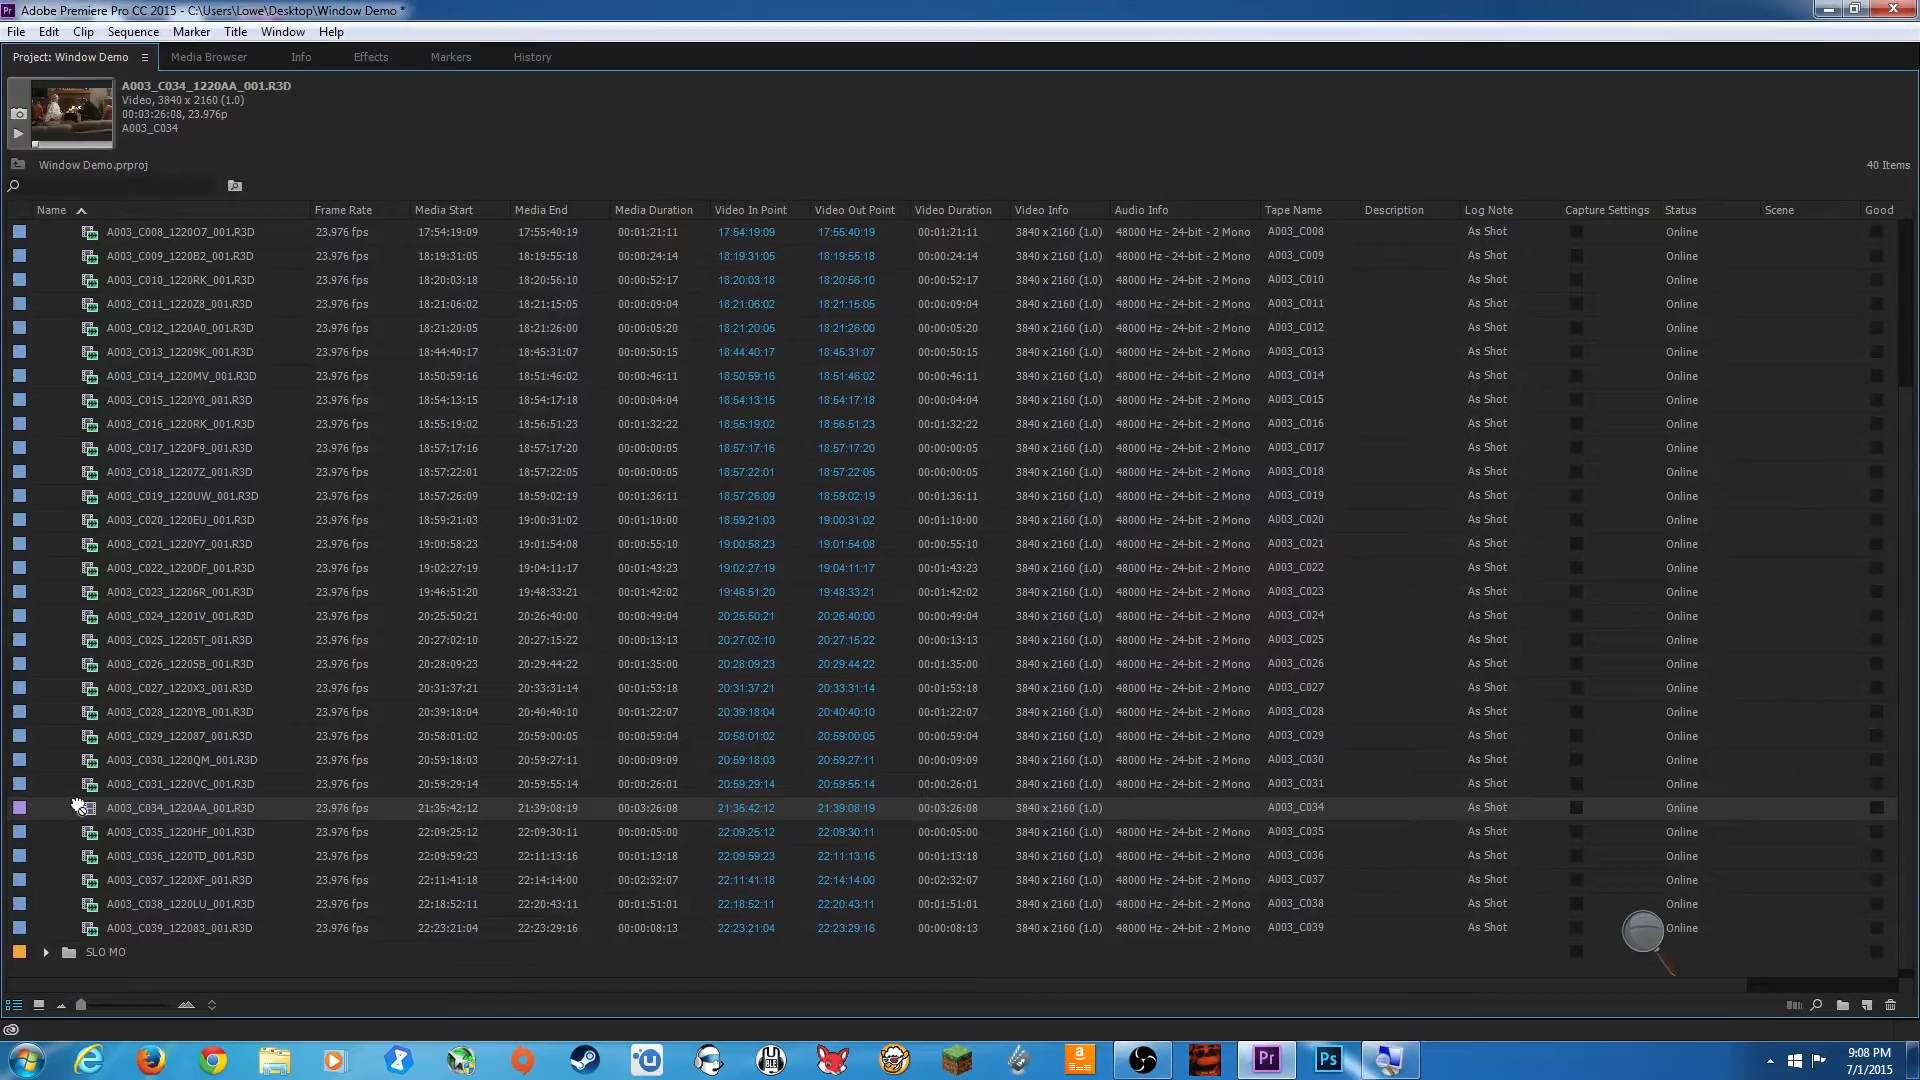 Pr Adobe Premiere Pro CC 2015 - C:\Users\Lowe\Desktop\Window Demo *
File Edit Clip Sequence Marker Title Window Help
Project: Window Demo Media Browser Info Effects Markers History
A003_C034_1220AA_001.R3D
Video, 3840 x 2160 (1.0)
00:03:26:08, 23.976p
A003_C034
Window Demo.prproj 40 Items
Name Frame Rate Media Start Media End Media Duration Video In Point Video Out Point Video Duration Video Info Audio Info Tape Name Description Log Note Capture Settings Status Scene Good
A003_C008_1220O7_001.R3D 23.976 fps 17:54:19:09 17:55:40:19 00:01:21:11 17:54:19:09 17:55:40:19 00:01:21:11 3840 x 2160 (1.0) 48000 Hz - 24-bit - 2 Mono A003_C008 As Shot Online
A003_C009_1220B2_001.R3D 23.976 fps 18:19:31:05 18:19:55:18 00:00:24:14 18:19:31:05 18:19:55:18 00:00:24:14 3840 x 2160 (1.0) 48000 Hz - 24-bit - 2 Mono A003_C009 As Shot Online
A003_C010_1220RK_001.R3D 23.976 fps 18:20:03:18 18:20:56:10 00:00:52:17 18:20:03:18 18:20:56:10 00:00:52:17 3840 x 2160 (1.0) 48000 Hz - 24-bit - 2 Mono A003_C010 As Shot Online
A003_C011_1220Z8_001.R3D 23.976 fps 18:21:06:02 18:21:15:05 00:00:09:04 18:21:06:02 18:21:15:05 00:00:09:04 3840 x 2160 (1.0) 48000 Hz - 24-bit - 2 Mono A003_C011 As Shot Online
A003_C012_1220A0_001.R3D 23.976 fps 18:21:20:05 18:21:26:00 00:00:05:20 18:21:20:05 18:21:26:00 00:00:05:20 3840 x 2160 (1.0) 48000 Hz - 24-bit - 2 Mono A003_C012 As Shot Online
A003_C013_12209K_001.R3D 23.976 fps 18:44:40:17 18:45:31:07 00:00:50:15 18:44:40:17 18:45:31:07 00:00:50:15 3840 x 2160 (1.0) 48000 Hz - 24-bit - 2 Mono A003_C013 As Shot Online
A003_C014_1220MV_001.R3D 23.976 fps 18:50:59:16 18:51:46:02 00:00:46:11 18:50:59:16 18:51:46:02 00:00:46:11 3840 x 2160 (1.0) 48000 Hz - 24-bit - 2 Mono A003_C014 As Shot Online
A003_C015_1220Y0_001.R3D 23.976 fps 18:54:13:15 18:54:17:18 00:00:04:04 18:54:13:15 18:54:17:18 00:00:04:04 3840 x 2160 (1.0) 48000 Hz - 24-bit - 2 Mono A003_C015 As Shot Online
A003_C016_1220RK_001.R3D 23.976 fps 18:55:19:02 18:56:51:23 00:01:32:22 18:55:19:02 18:56:51:23 00:01:32:22 3840 x 2160 (1.0) 48000 Hz - 24-bit - 2 Mono A003_C016 As Shot Online
A003_C017_1220F9_001.R3D 23.976 fps 18:57:17:16 18:57:17:20 00:00:00:05 18:57:17:16 18:57:17:20 00:00:00:05 3840 x 2160 (1.0) 48000 Hz - 24-bit - 2 Mono A003_C017 As Shot Online
A003_C018_12207Z_001.R3D 23.976 fps 18:57:22:01 18:57:22:05 00:00:00:05 18:57:22:01 18:57:22:05 00:00:00:05 3840 x 2160 (1.0) 48000 Hz - 24-bit - 2 Mono A003_C018 As Shot Online
A003_C019_1220UW_001.R3D 23.976 fps 18:57:26:09 18:59:02:19 00:01:36:11 18:57:26:09 18:59:02:19 00:01:36:11 3840 x 2160 (1.0) 48000 Hz - 24-bit - 2 Mono A003_C019 As Shot Online
A003_C020_1220EU_001.R3D 23.976 fps 18:59:21:03 19:00:31:02 00:01:10:00 18:59:21:03 19:00:31:02 00:01:10:00 3840 x 2160 (1.0) 48000 Hz - 24-bit - 2 Mono A003_C020 As Shot Online
A003_C021_1220Y7_001.R3D 23.976 fps 19:00:58:23 19:01:54:08 00:00:55:10 19:00:58:23 19:01:54:08 00:00:55:10 3840 x 2160 (1.0) 48000 Hz - 24-bit - 2 Mono A003_C021 As Shot Online
A003_C022_1220DF_001.R3D 23.976 fps 19:02:27:19 19:04:11:17 00:01:43:23 19:02:27:19 19:04:11:17 00:01:43:23 3840 x 2160 (1.0) 48000 Hz - 24-bit - 2 Mono A003_C022 As Shot Online
A003_C023_12206R_001.R3D 23.976 fps 19:46:51:20 19:48:33:21 00:01:42:02 19:46:51:20 19:48:33:21 00:01:42:02 3840 x 2160 (1.0) 48000 Hz - 24-bit - 2 Mono A003_C023 As Shot Online
A003_C024_12201V_001.R3D 23.976 fps 20:25:50:21 20:26:40:00 00:00:49:04 20:25:50:21 20:26:40:00 00:00:49:04 3840 x 2160 (1.0) 48000 Hz - 24-bit - 2 Mono A003_C024 As Shot Online
A003_C025_12205T_001.R3D 23.976 fps 20:27:02:10 20:27:15:22 00:00:13:13 20:27:02:10 20:27:15:22 00:00:13:13 3840 x 2160 (1.0) 48000 Hz - 24-bit - 2 Mono A003_C025 As Shot Online
A003_C026_12205B_001.R3D 23.976 fps 20:28:09:23 20:29:44:22 00:01:35:00 20:28:09:23 20:29:44:22 00:01:35:00 3840 x 2160 (1.0) 48000 Hz - 24-bit - 2 Mono A003_C026 As Shot Online
A003_C027_1220X3_001.R3D 23.976 fps 20:31:37:21 20:33:31:14 00:01:53:18 20:31:37:21 20:33:31:14 00:01:53:18 3840 x 2160 (1.0) 48000 Hz - 24-bit - 2 Mono A003_C027 As Shot Online
A003_C028_1220YB_001.R3D 23.976 fps 20:39:18:04 20:40:40:10 00:01:22:07 20:39:18:04 20:40:40:10 00:01:22:07 3840 x 2160 (1.0) 48000 Hz - 24-bit - 2 Mono A003_C028 As Shot Online
A003_C029_122087_001.R3D 23.976 fps 20:58:01:02 20:59:00:05 00:00:59:04 20:58:01:02 20:59:00:05 00:00:59:04 3840 x 2160 (1.0) 48000 Hz - 24-bit - 2 Mono A003_C029 As Shot Online
A003_C030_1220QM_001.R3D 23.976 fps 20:59:18:03 20:59:27:11 00:00:09:09 20:59:18:03 20:59:27:11 00:00:09:09 3840 x 2160 (1.0) 48000 Hz - 24-bit - 2 Mono A003_C030 As Shot Online
A003_C031_1220VC_001.R3D 23.976 fps 20:59:29:14 20:59:55:14 00:00:26:01 20:59:29:14 20:59:55:14 00:00:26:01 3840 x 2160 (1.0) 48000 Hz - 24-bit - 2 Mono A003_C031 As Shot Online
A003_C034_1220AA_001.R3D 23.976 fps 21:35:42:12 21:39:08:19 00:03:26:08 21:35:42:12 21:39:08:19 00:03:26:08 3840 x 2160 (1.0) A003_C034 As Shot Online
A003_C035_1220HF_001.R3D 23.976 fps 22:09:25:12 22:09:30:11 00:00:05:00 22:09:25:12 22:09:30:11 00:00:05:00 3840 x 2160 (1.0) 48000 Hz - 24-bit - 2 Mono A003_C035 As Shot Online
A003_C036_1220TD_001.R3D 23.976 fps 22:09:59:23 22:11:13:16 00:01:13:18 22:09:59:23 22:11:13:16 00:01:13:18 3840 x 2160 (1.0) 48000 Hz - 24-bit - 2 Mono A003_C036 As Shot Online
A003_C037_1220XF_001.R3D 23.976 fps 22:11:41:18 22:14:14:00 00:02:32:07 22:11:41:18 22:14:14:00 00:02:32:07 3840 x 2160 (1.0) 48000 Hz - 24-bit - 2 Mono A003_C037 As Shot Online
A003_C038_1220LU_001.R3D 23.976 fps 22:18:52:11 22:20:43:11 00:01:51:01 22:18:52:11 22:20:43:11 00:01:51:01 3840 x 2160 (1.0) 48000 Hz - 24-bit - 2 Mono A003_C038 As Shot Online
A003_C039_122083_001.R3D 23.976 fps 22:23:21:04 22:23:29:16 00:00:08:13 22:23:21:04 22:23:29:16 00:00:08:13 3840 x 2160 (1.0) 48000 Hz - 24-bit - 2 Mono A003_C039 As Shot Online
SLO MO
Pr Ps 9:08 PM
7/1/2015